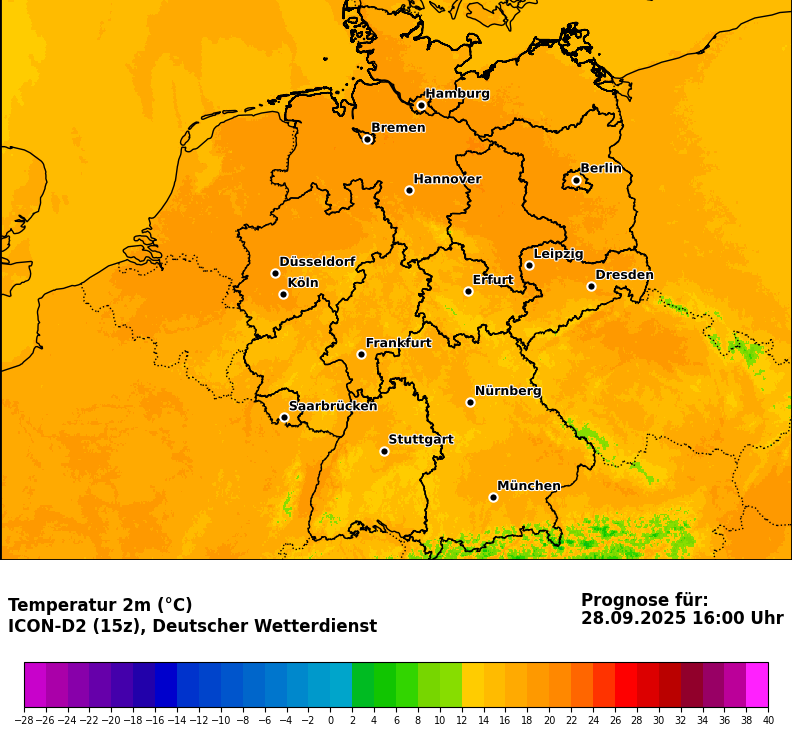 Hamburg
Bremen
Berlin
Hannover
Leipzig
Düsseldorf
Dresden
Köln
Erfurt
Frankfurt
Nürnberg
Saarbrücken
Stuttgart
München
Temperatur 2m (°C)
ICON-D2 (15z), Deutscher Wetterdienst
Prognose für:
28.09.2025 16:00 Uhr
−28 −26 −24 −22 −20 −18 −16 −14 −12 −10 −8 −6 −4 −2 0 2 4 6 8 10 12 14 16 18 20 22 24 26 28 30 32 34 36 38 40